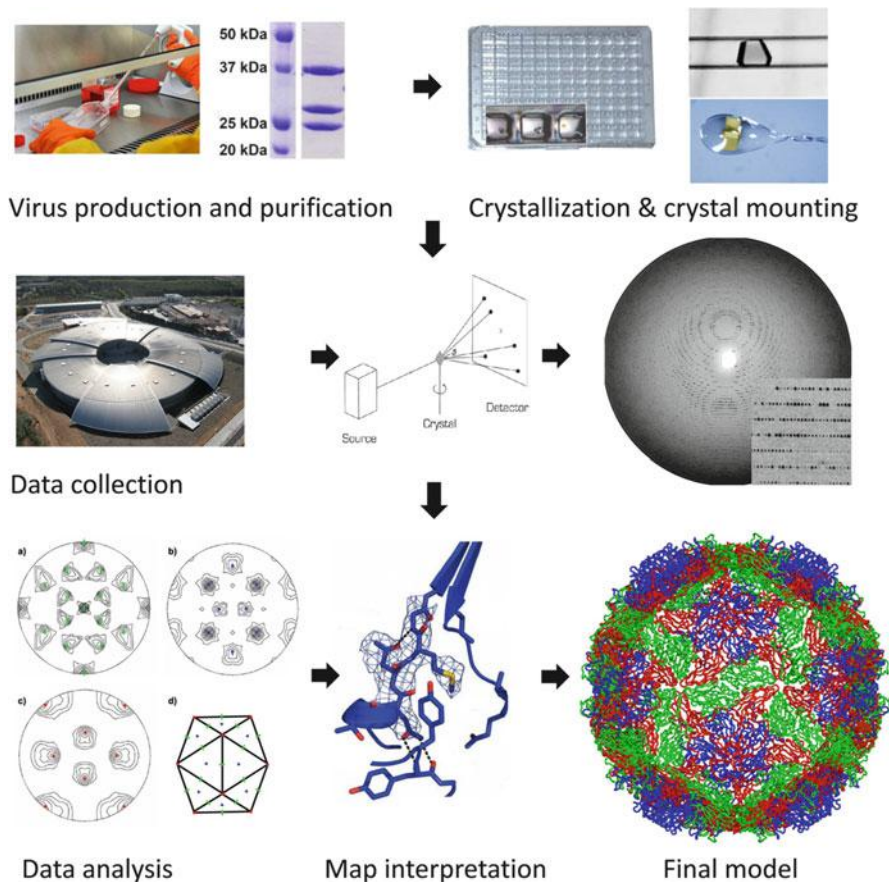 50 kDa
37 kDa
25 kDa
20 kDa
Virus production and purification
Crystallization & crystal mounting
Source
Crystal
Detector
Data collection
a)
b)
c)
d)
Data analysis
Map interpretation
Final model